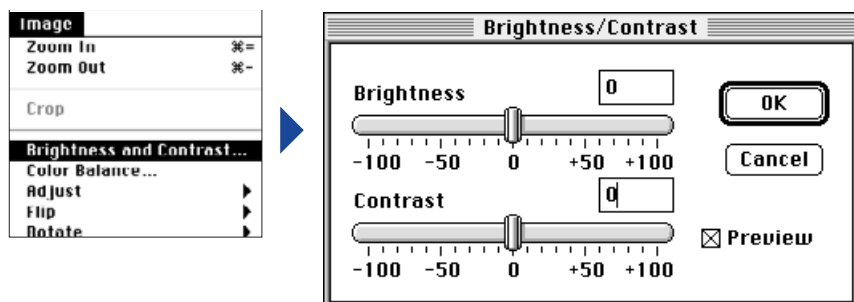 Image
Zoom In ⌘=
Zoom Out ⌘-
Crop
Brightness and Contrast...
Color Balance...
Adjust
Flip
Rotate
Brightness/Contrast
Brightness 0
-100 -50 0 +50 +100
Contrast 0
-100 -50 0 +50 +100
OK
Cancel
Preview